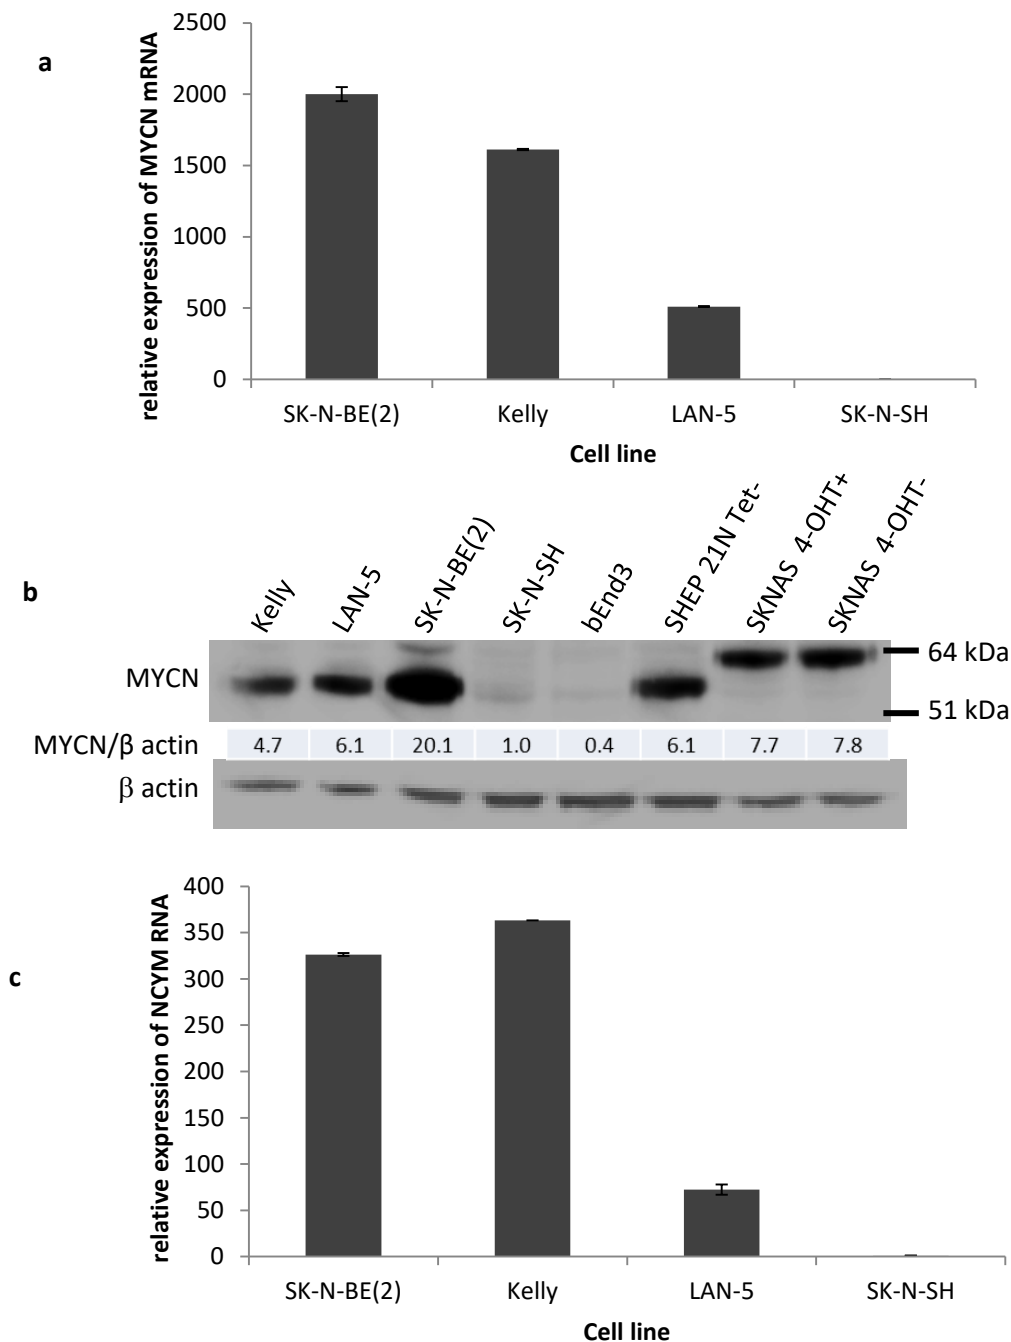 a
relative expression of MYCN mRNA
2500
2000
1500
1000
500
0
SK-N-BE(2) Kelly LAN-5 SK-N-SH
Cell line
b
Kelly LAN-5 SK-N-BE(2) SK-N-SH bEnd3 SHEP 21N Tet- SKNAS 4-OHT+ SKNAS 4-OHT-
MYCN
64 kDa
51 kDa
MYCN/β actin 4.7 6.1 20.1 1.0 0.4 6.1 7.7 7.8
β actin
c
relative expression of NCYM RNA
400
350
300
250
200
150
100
50
0
SK-N-BE(2) Kelly LAN-5 SK-N-SH
Cell line